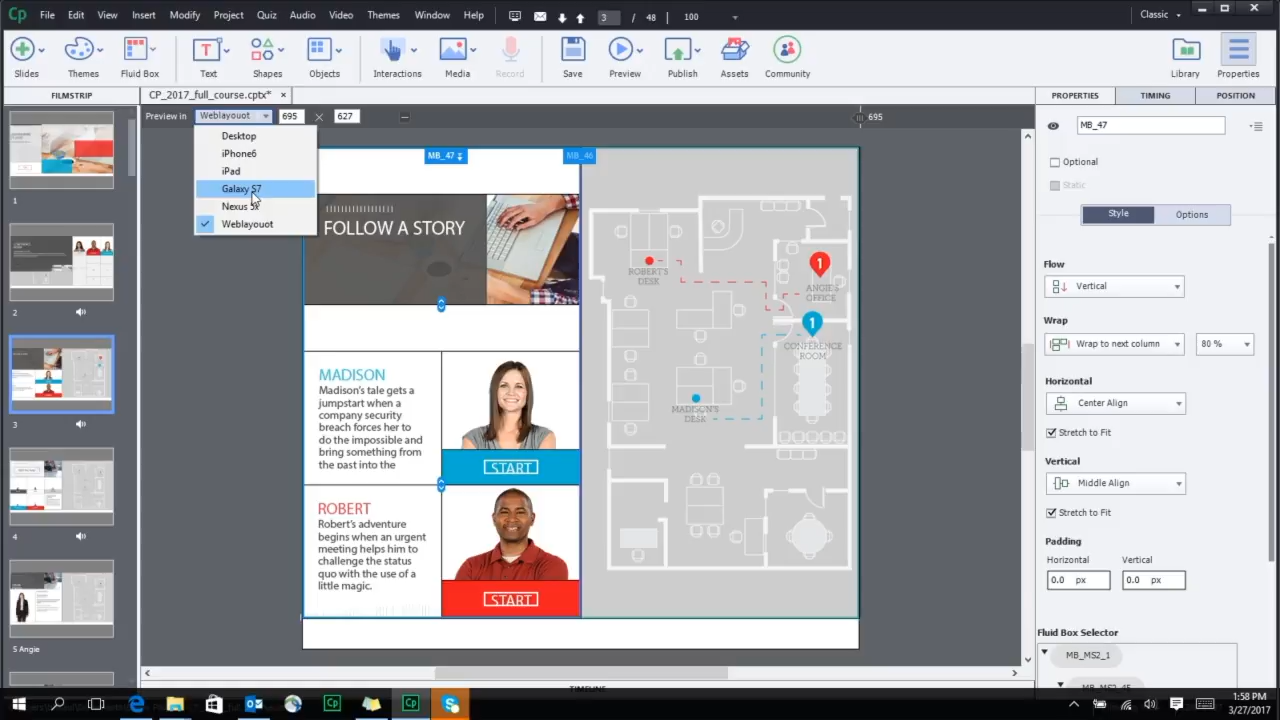 Cp File Edit View Insert Modify Project Quiz Audio Video Themes Window Help 3 / 48 100 Classic
Slides Themes Fluid Box Text Shapes Objects Interactions Media Record Save Preview Publish Assets Community Library Properties
FILMSTRIP
CP_2017_full_course.cptx* ×
Preview in Weblayouot 695 627
695
Desktop
iPhone6
iPad
Galaxy S7
Nexus 5x
Weblayouot
1
2
3
4
5 Angie
MB_47
MB_46
FOLLOW A STORY
MADISON
Madison's tale gets a
jumpstart when a
company security
breach forces her to
do the impossible and
bring something from
the past into the
START
ROBERT
Robert's adventure
begins when an urgent
meeting helps him to
challenge the status
quo with the use of a
little magic.
START
ROBERT'S
DESK
1
ANGIE'S
OFFICE
1
CONFERENCE
ROOM
MADISON'S
DESK
TIMELINE
PROPERTIES TIMING POSITION
MB_47
Optional
Static
Style Options
Flow
Vertical
Wrap
Wrap to next column 80 %
Horizontal
Center Align
Stretch to Fit
Vertical
Middle Align
Stretch to Fit
Padding
Horizontal Vertical
0.0 px 0.0 px
Fluid Box Selector
MB_MS2_1
MB_MS2_45
Cp Cp
1:58 PM
3/27/2017